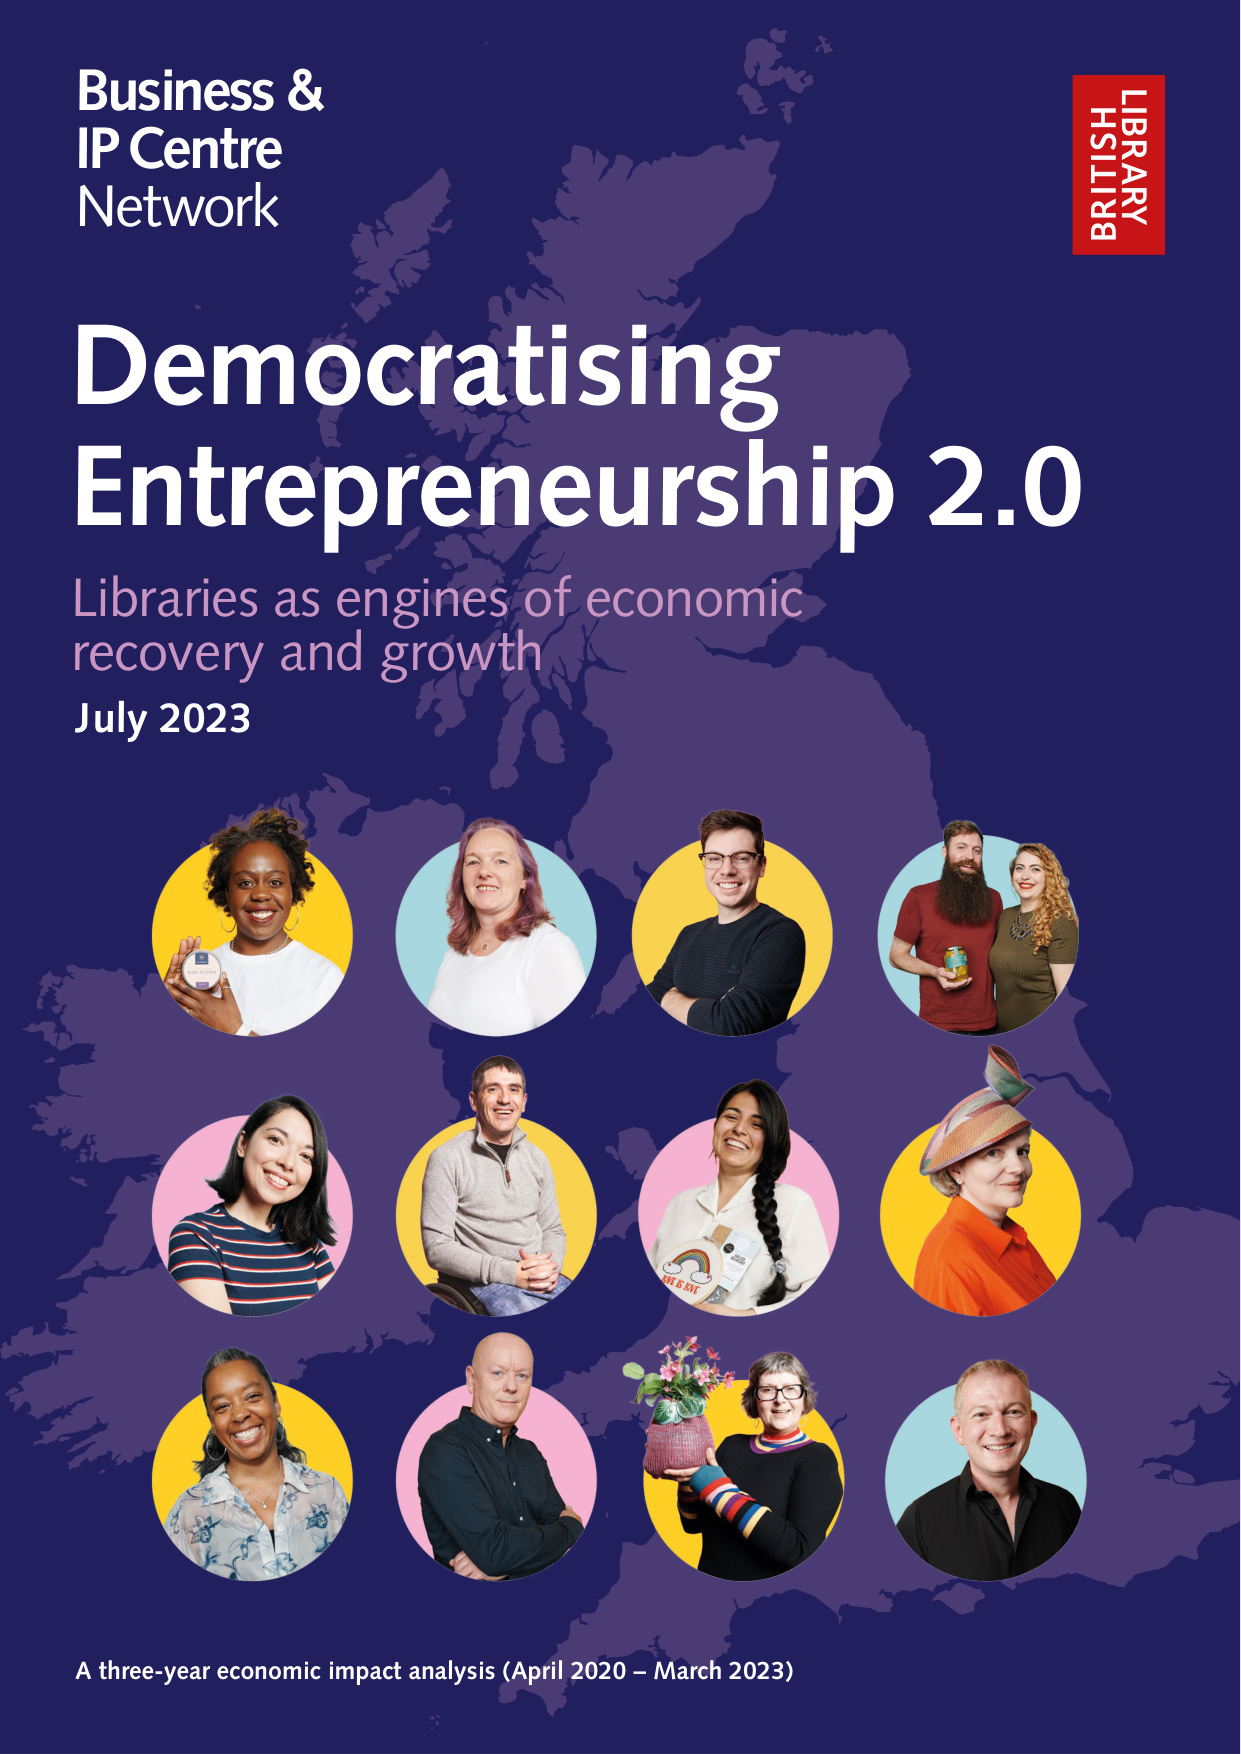 Business &
IP Centre
Network
BRITISH
LIBRARY
Democratising
Entrepreneurship 2.0
Libraries as engines of economic
recovery and growth
July 2023
LOVE IS LOVE
A three-year economic impact analysis (April 2020 – March 2023)